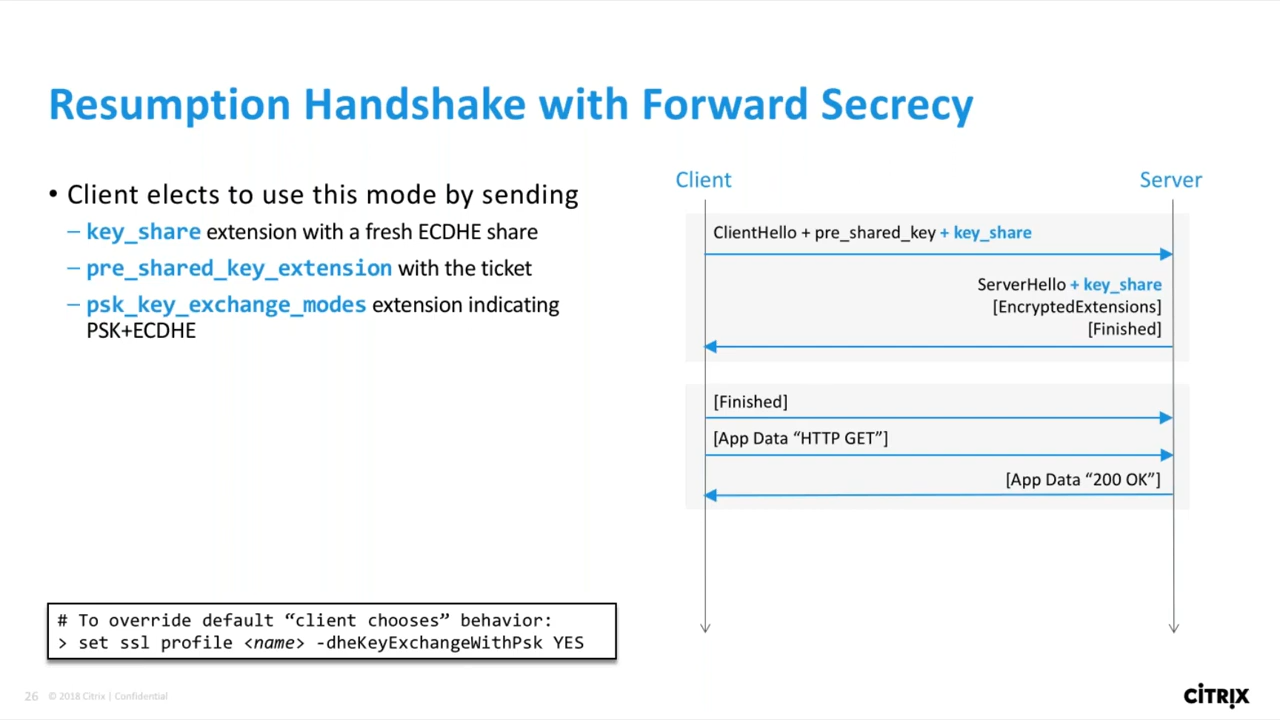 Resumption Handshake with Forward Secrecy
• Client elects to use this mode by sending
– key_share extension with a fresh ECDHE share
– pre_shared_key_extension with the ticket
– psk_key_exchange_modes extension indicating
PSK+ECDHE
Client
Server
ClientHello + pre_shared_key + key_share
ServerHello + key_share
[EncryptedExtensions]
[Finished]
[Finished]
[App Data “HTTP GET”]
[App Data “200 OK”]
# To override default “client chooses” behavior:
> set ssl profile <name> -dheKeyExchangeWithPsk YES
26 © 2018 Citrix | Confidential
CITRIX